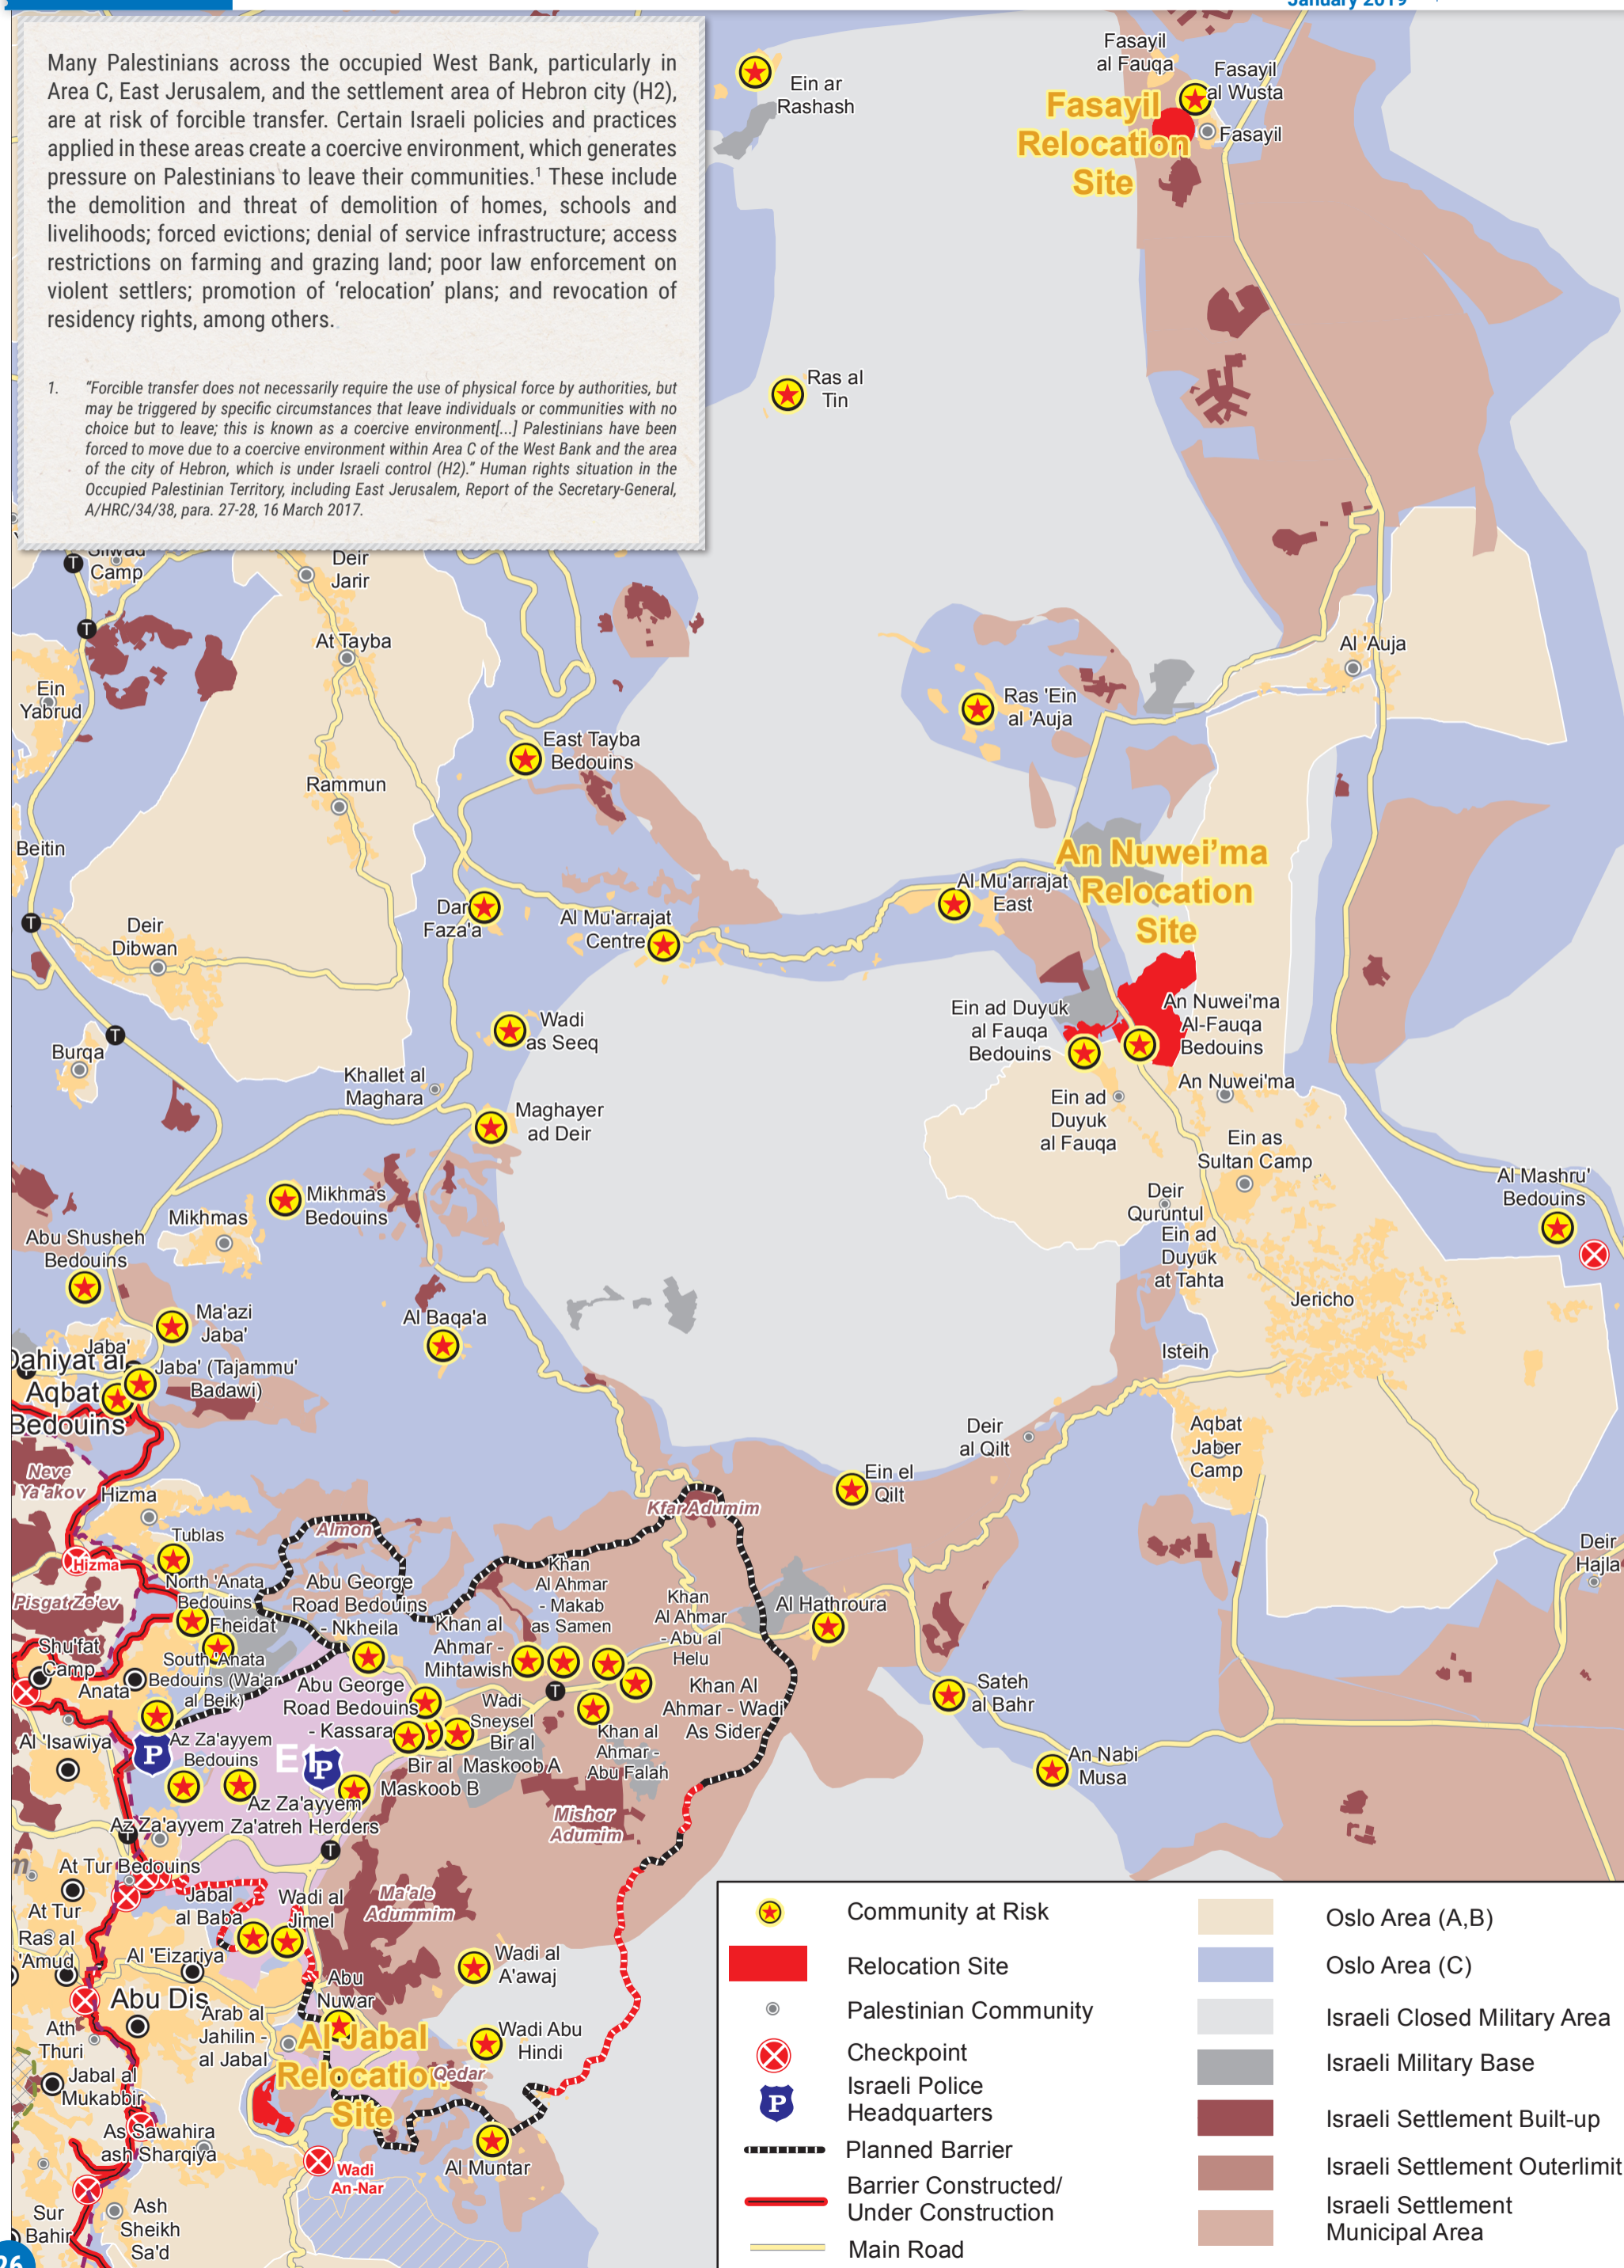 January 2019
Many Palestinians across the occupied West Bank, particularly in
Area C, East Jerusalem, and the settlement area of Hebron city (H2),
are at risk of forcible transfer. Certain Israeli policies and practices
applied in these areas create a coercive environment, which generates
pressure on Palestinians to leave their communities.1 These include
the demolition and threat of demolition of homes, schools and
livelihoods; forced evictions; denial of service infrastructure; access
restrictions on farming and grazing land; poor law enforcement on
violent settlers; promotion of ‘relocation’ plans; and revocation of
residency rights, among others.
1. “Forcible transfer does not necessarily require the use of physical force by authorities, but
may be triggered by specific circumstances that leave individuals or communities with no
choice but to leave; this is known as a coercive environment[...] Palestinians have been
forced to move due to a coercive environment within Area C of the West Bank and the area
of the city of Hebron, which is under Israeli control (H2).” Human rights situation in the
Occupied Palestinian Territory, including East Jerusalem, Report of the Secretary-General,
A/HRC/34/38, para. 27-28, 16 March 2017.
Ein ar
Rashash
Fasayil
al Fauqa
Fasayil
al Wusta
Fasayil
Relocation
Site
Fasayil
Ras al
Tin
Silwad
Camp
Deir
Jarir
At Tayba
Ein
Yabrud
Al 'Auja
Ras 'Ein
al 'Auja
East Tayba
Bedouins
Rammun
Beitin
An Nuwei’ma
Relocation
Site
Al Mu'arrajat
East
Dar
Faza'a
Al Mu'arrajat
Centre
Deir
Dibwan
Ein ad Duyuk
al Fauqa
Bedouins
An Nuwei'ma
Al-Fauqa
Bedouins
Wadi
as Seeq
Burqa
Khallet al
Maghara
An Nuwei'ma
Ein ad
Duyuk
al Fauqa
Maghayer
ad Deir
Ein as
Sultan Camp
Al Mashru'
Bedouins
Deir
Quruntul
Mikhmas
Bedouins
Mikhmas
Abu Shusheh
Bedouins
Ein ad
Duyuk
at Tahta
Jericho
Ma'azi
Jaba'
Al Baqa'a
Jaba'
Isteih
Dahiyat al
Aqbat
Bedouins
Jaba' (Tajammu'
Badawi)
Deir
al Qilt
Aqbat
Jaber
Camp
Neve
Ya'akov
Ein el
Qilt
Hizma
Kfar Adumim
Almon
Tublas
Deir
Hajla
Hizma
North 'Anata
Bedouins
Abu George
Road Bedouins
- Nkheila
Khan
Al Ahmar
- Makab
as Samen
Pisgat Ze'ev
Fheidat
Khan al
Ahmar -
Mihtawish
Khan
Al Ahmar
- Abu al
Helu
Al Hathroura
Shu'fat
Camp
South 'Anata
Bedouins (Wa'ar
al Beik)
Anata
Abu George
Road Bedouins
- Kassara
Wadi
Sneysel
Khan Al
Ahmar - Wadi
As Sider
Sateh
al Bahr
Al 'Isawiya
Az Za'ayyem
Bedouins
E1
P
P
Bir al
Maskoob A
Bir al
Maskoob B
Khan al
Ahmar -
Abu Falah
An Nabi
Musa
Az Za'ayyem
Za'atreh Herders
Az Za'ayyem
Mishor
Adumim
At Tur Bedouins
At Tur
Jabal
al Baba
Wadi al
Jimel
Ma'ale
Adummim
Ras al
'Amud
Al 'Eizariya
Wadi al
A'awaj
Abu Dis
Abu
Nuwar
Ath
Thuri
Arab al
Jahilin -
al Jabal
Wadi Abu
Hindi
Al Jabal
Relocation
Site
Qedar
Jabal al
Mukabbir
As Sawahira
ash Sharqiya
Wadi
An-Nar
Al Muntar
Sur
Bahir
Ash
Sheikh
Sa'd
26
Community at Risk
Relocation Site
Palestinian Community
Checkpoint
P
Israeli Police
Headquarters
Planned Barrier
Barrier Constructed/
Under Construction
Main Road
Oslo Area (A,B)
Oslo Area (C)
Israeli Closed Military Area
Israeli Military Base
Israeli Settlement Built-up
Israeli Settlement Outerlimit
Israeli Settlement
Municipal Area